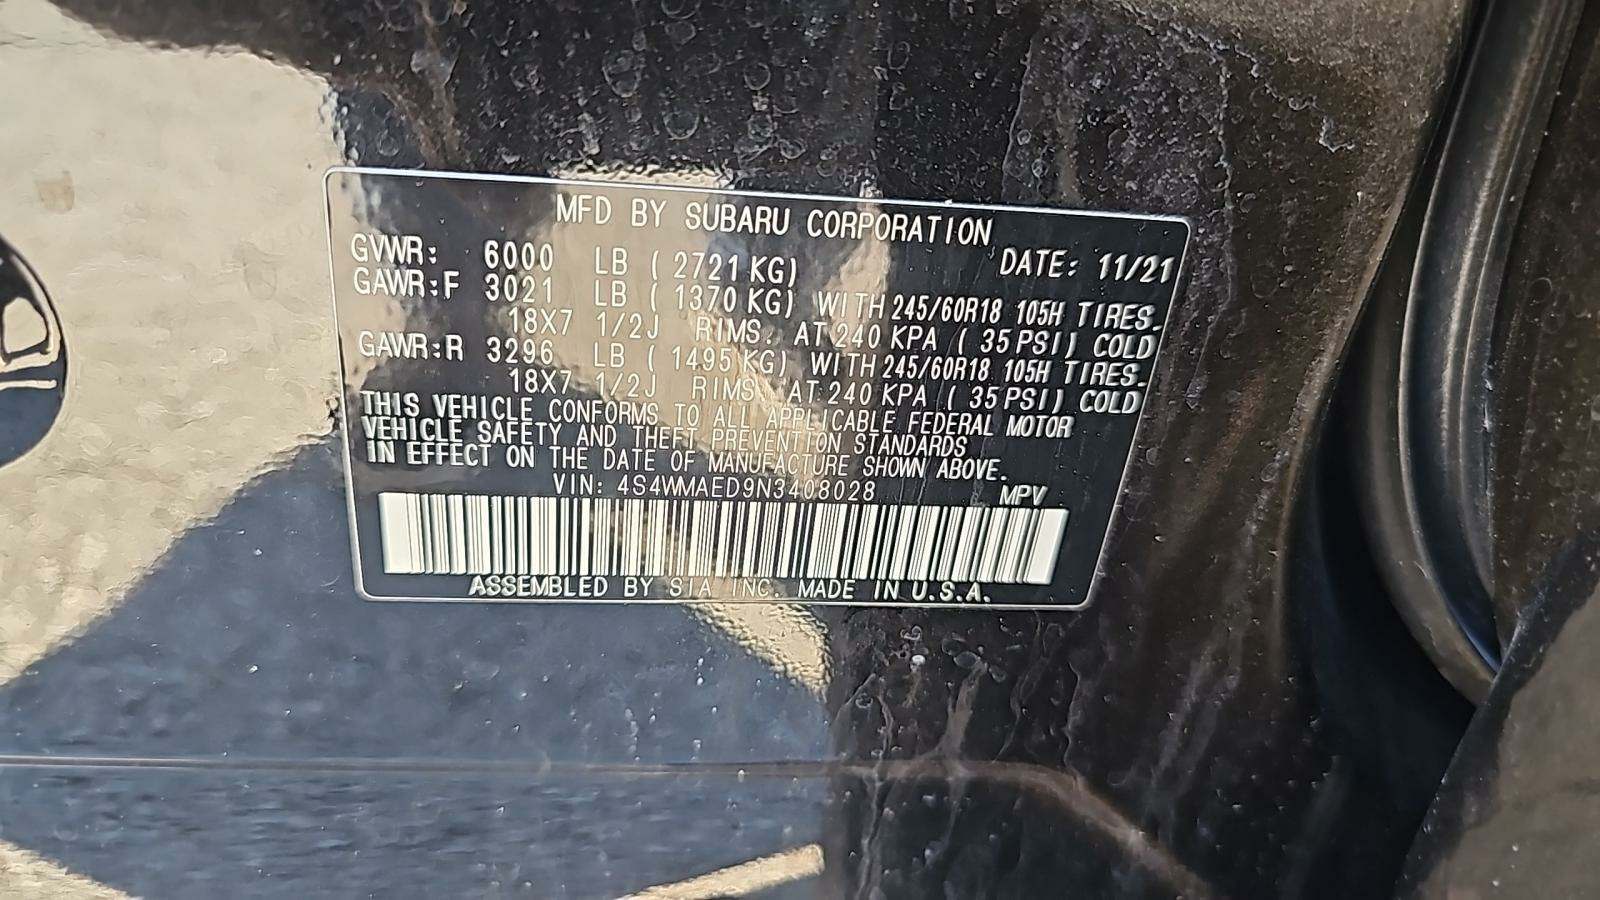 MFD BY SUBARU CORPORATION
GVWR: 6000 LB ( 2721 KG) DATE: 11/21
GAWR:F 3021 LB ( 1370 KG) WITH 245/60R18 105H TIRES.
18X7 1/2J RIMS. AT 240 KPA ( 35 PSI) COLD
GAWR:R 3296 LB ( 1495 KG) WITH 245/60R18 105H TIRES.
18X7 1/2J RIMS. AT 240 KPA ( 35 PSI) COLD
THIS VEHICLE CONFORMS TO ALL APPLICABLE FEDERAL MOTOR
VEHICLE SAFETY AND THEFT PREVENTION STANDARDS
IN EFFECT ON THE DATE OF MANUFACTURE SHOWN ABOVE.
VIN: 4S4WMAED9N3408028 MPV
ASSEMBLED BY SIA INC. MADE IN U.S.A.